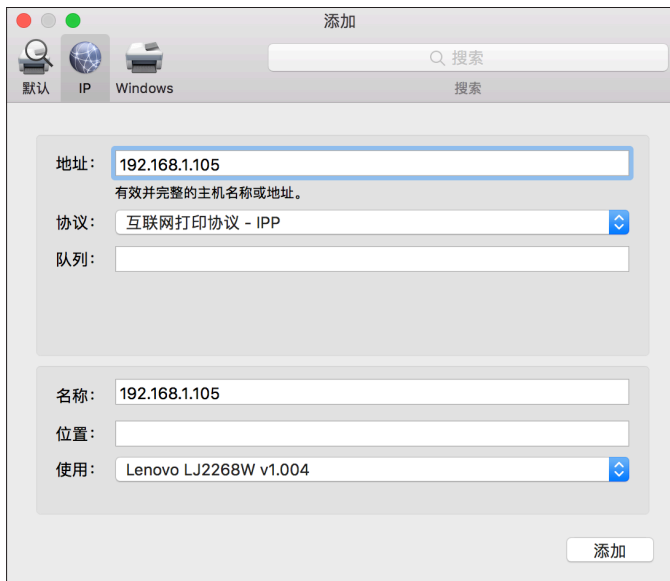 添加
搜索
默认 IP Windows 搜索
地址: 192.168.1.105
有效并完整的主机名称或地址。
协议: 互联网打印协议 - IPP
队列:
名称: 192.168.1.105
位置:
使用: Lenovo LJ2268W v1.004
添加